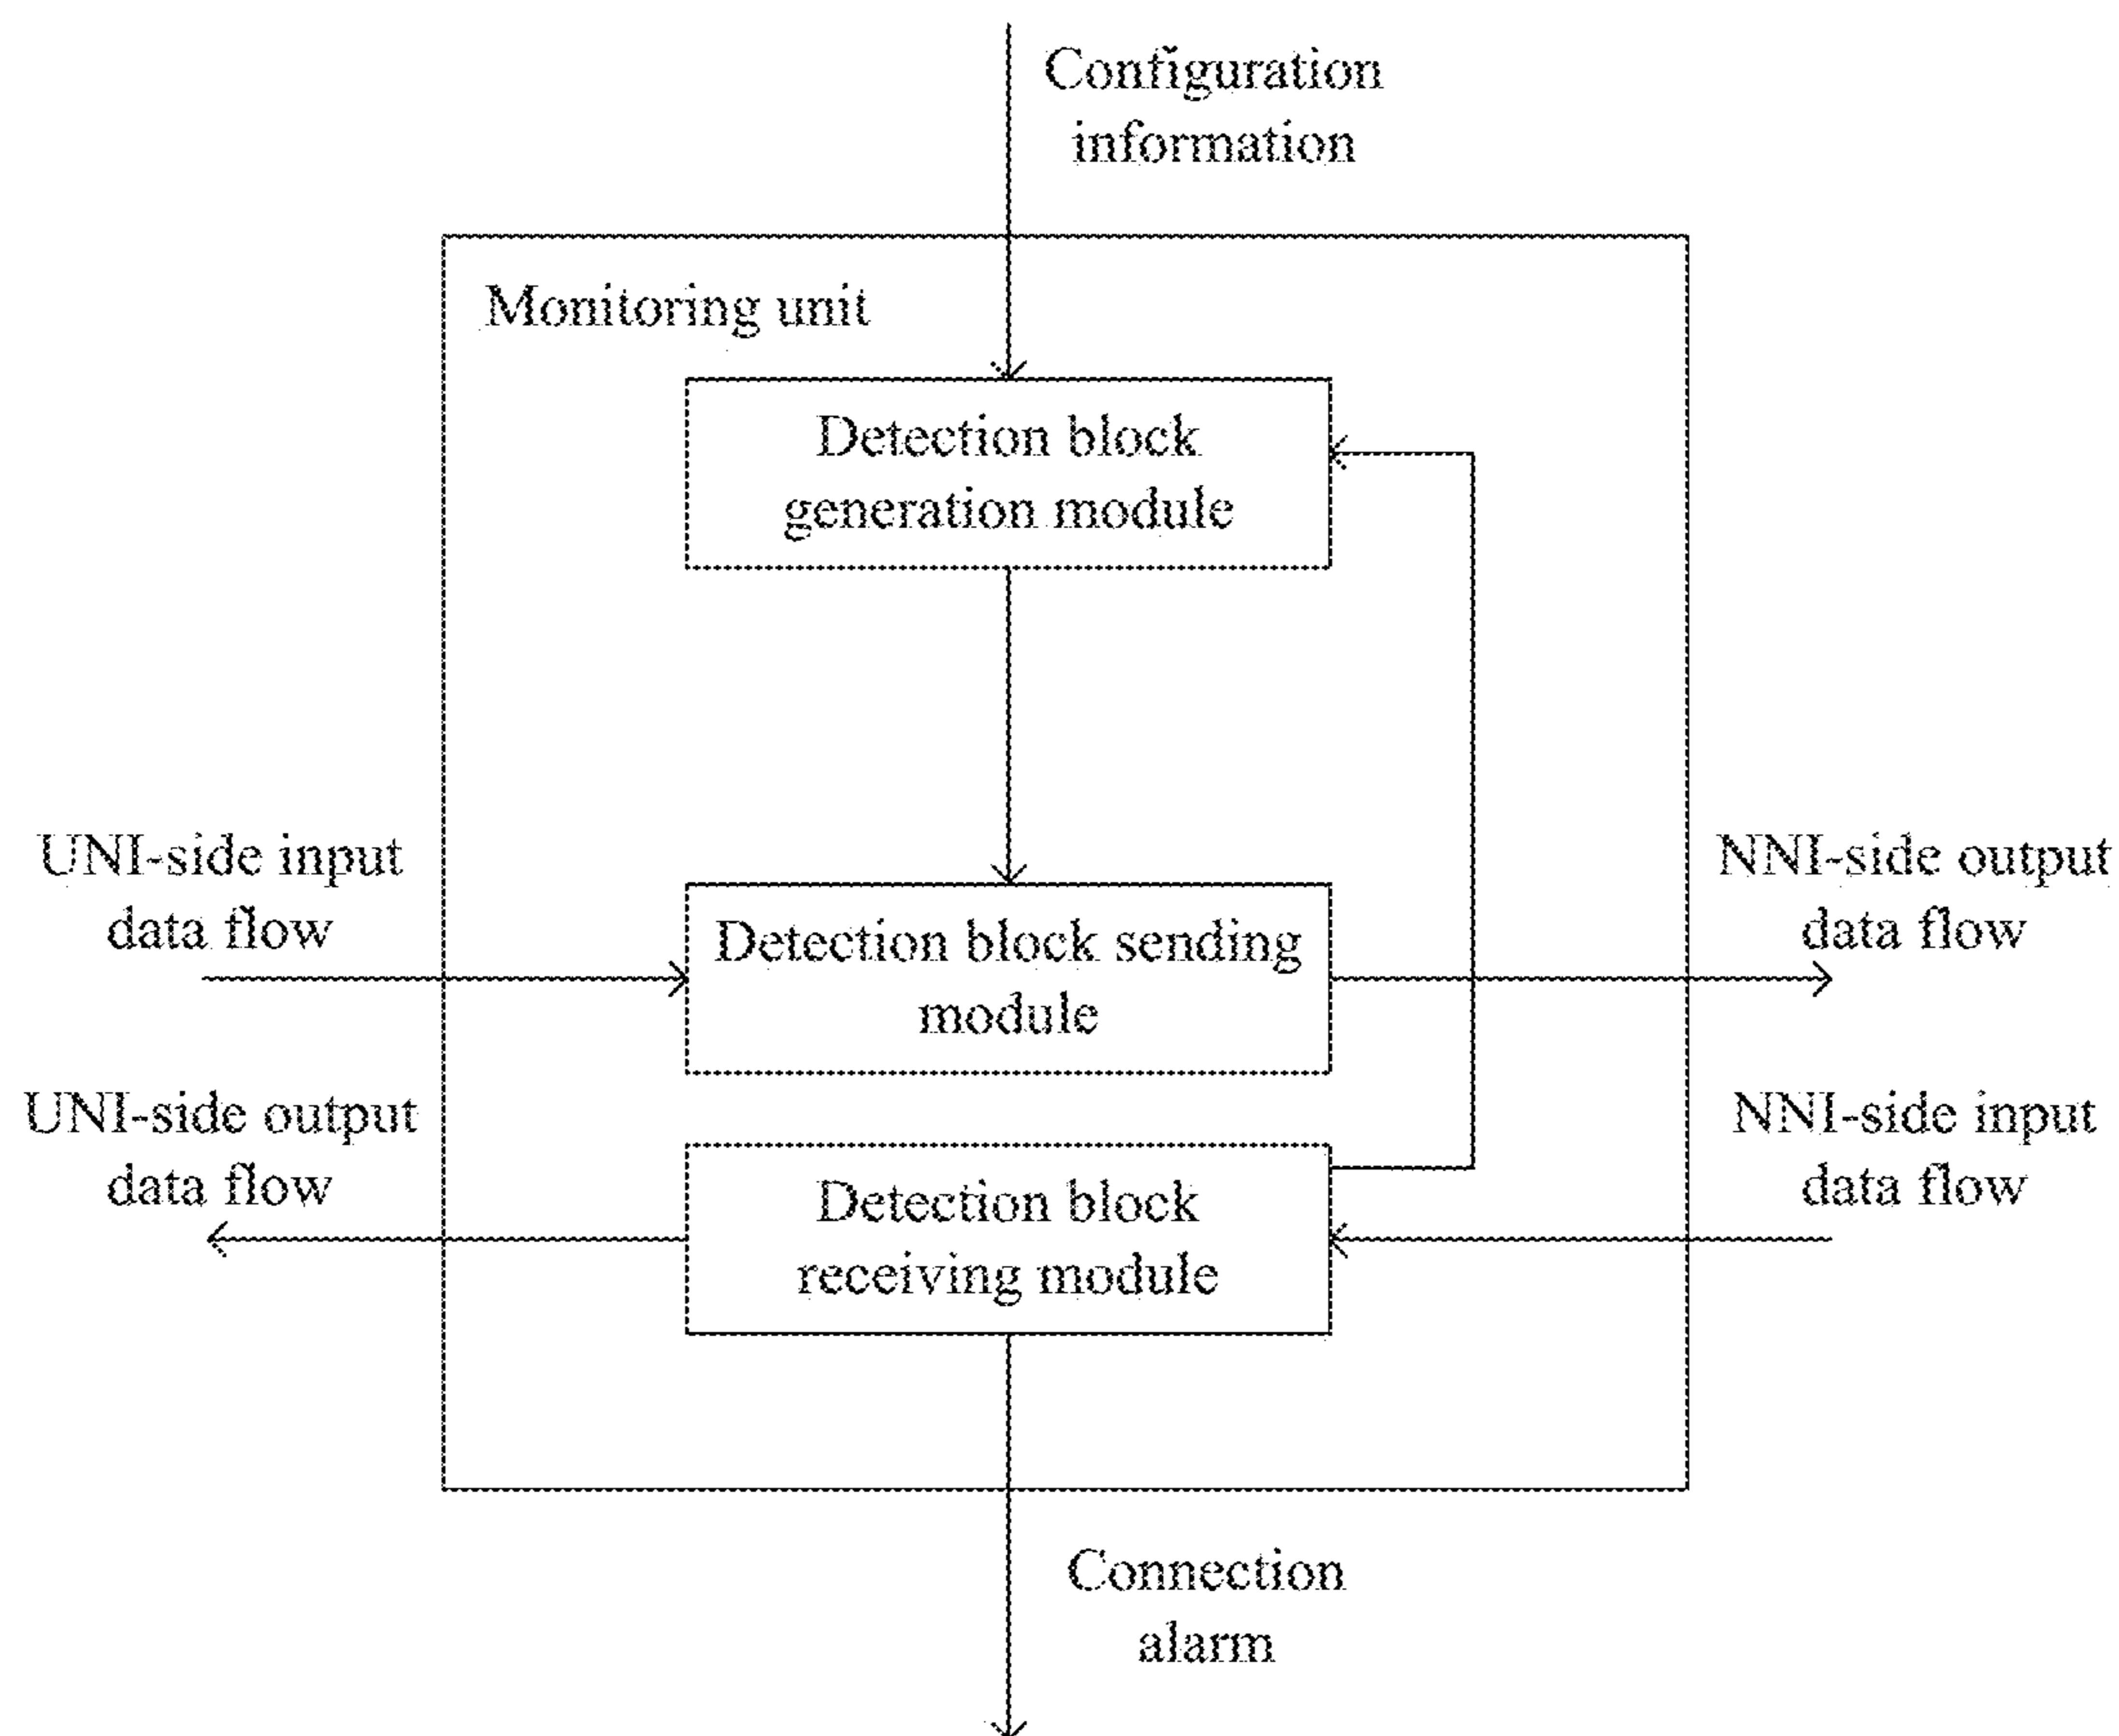 Configuration
information
Monitoring unit
Detection block
generation module
UNI-side input
data flow
Detection block sending
module
NNI-side output
data flow
UNI-side output
data flow
Detection block
receiving module
NNI-side input
data flow
Connection
alarm